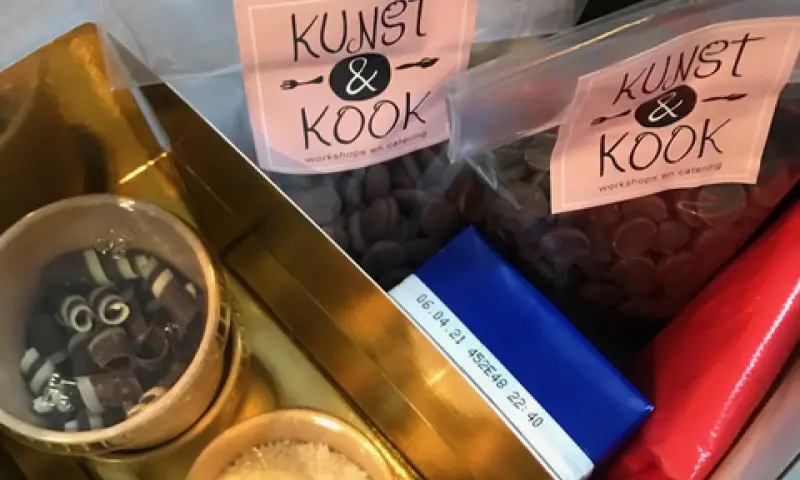 KUNST
&
KOOK
workshops en catering
KUNST
&
KOOK
workshops en catering
06.04.21 452E48 22:40